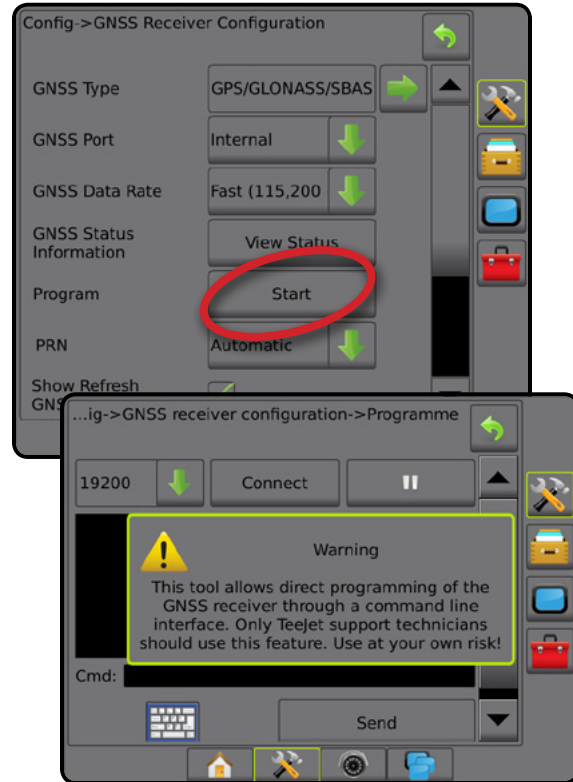 Config->GNSS Receiver Configuration
GNSS Type
GPS/GLONASS/SBAS
GNSS Port
Internal
GNSS Data Rate
Fast (115,200
GNSS Status
Information
View Status
Program
Start
PRN
Automatic
Show Refresh
...ig->GNSS receiver configuration->Programme
19200
Connect
Warning
This tool allows direct programming of the
GNSS receiver through a command line
interface. Only TeeJet support technicians
should use this feature. Use at your own risk!
Cmd:
Send